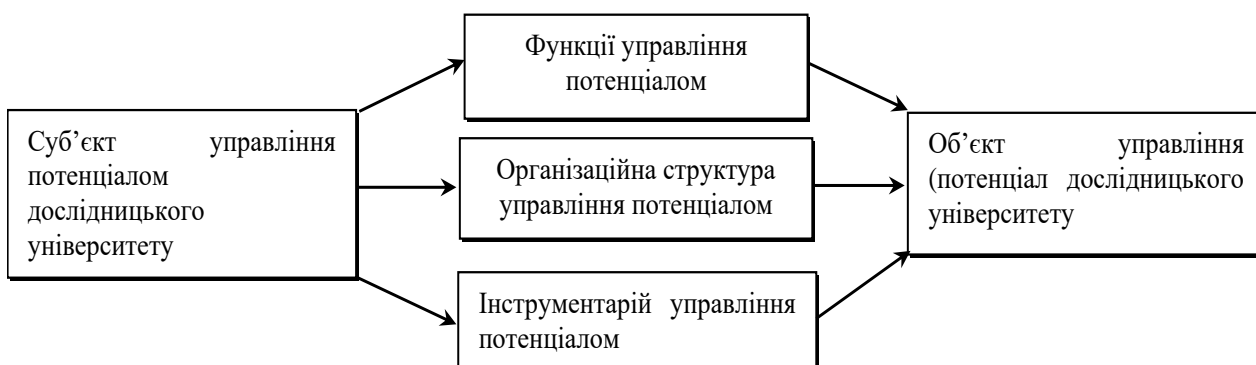 Функції управління
потенціалом
Суб’єкт управління
потенціалом
дослідницького
університету
Організаційна структура
управління потенціалом
Об’єкт управління
(потенціал дослідницького
університету
Інструментарій управління
потенціалом